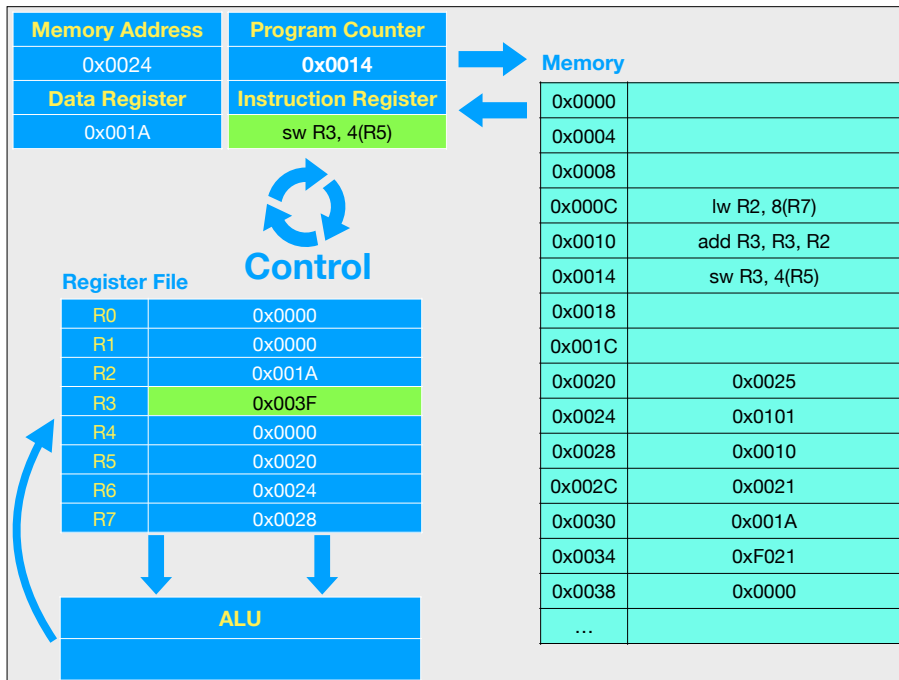 Memory Address Program Counter
0x0024 0x0014
Data Register Instruction Register
0x001A sw R3, 4(R5)
Control
Register File
R0 0x0000
R1 0x0000
R2 0x001A
R3 0x003F
R4 0x0000
R5 0x0020
R6 0x0024
R7 0x0028
ALU
Memory
0x0000
0x0004
0x0008
0x000C lw R2, 8(R7)
0x0010 add R3, R3, R2
0x0014 sw R3, 4(R5)
0x0018
0x001C
0x0020 0x0025
0x0024 0x0101
0x0028 0x0010
0x002C 0x0021
0x0030 0x001A
0x0034 0xF021
0x0038 0x0000
…